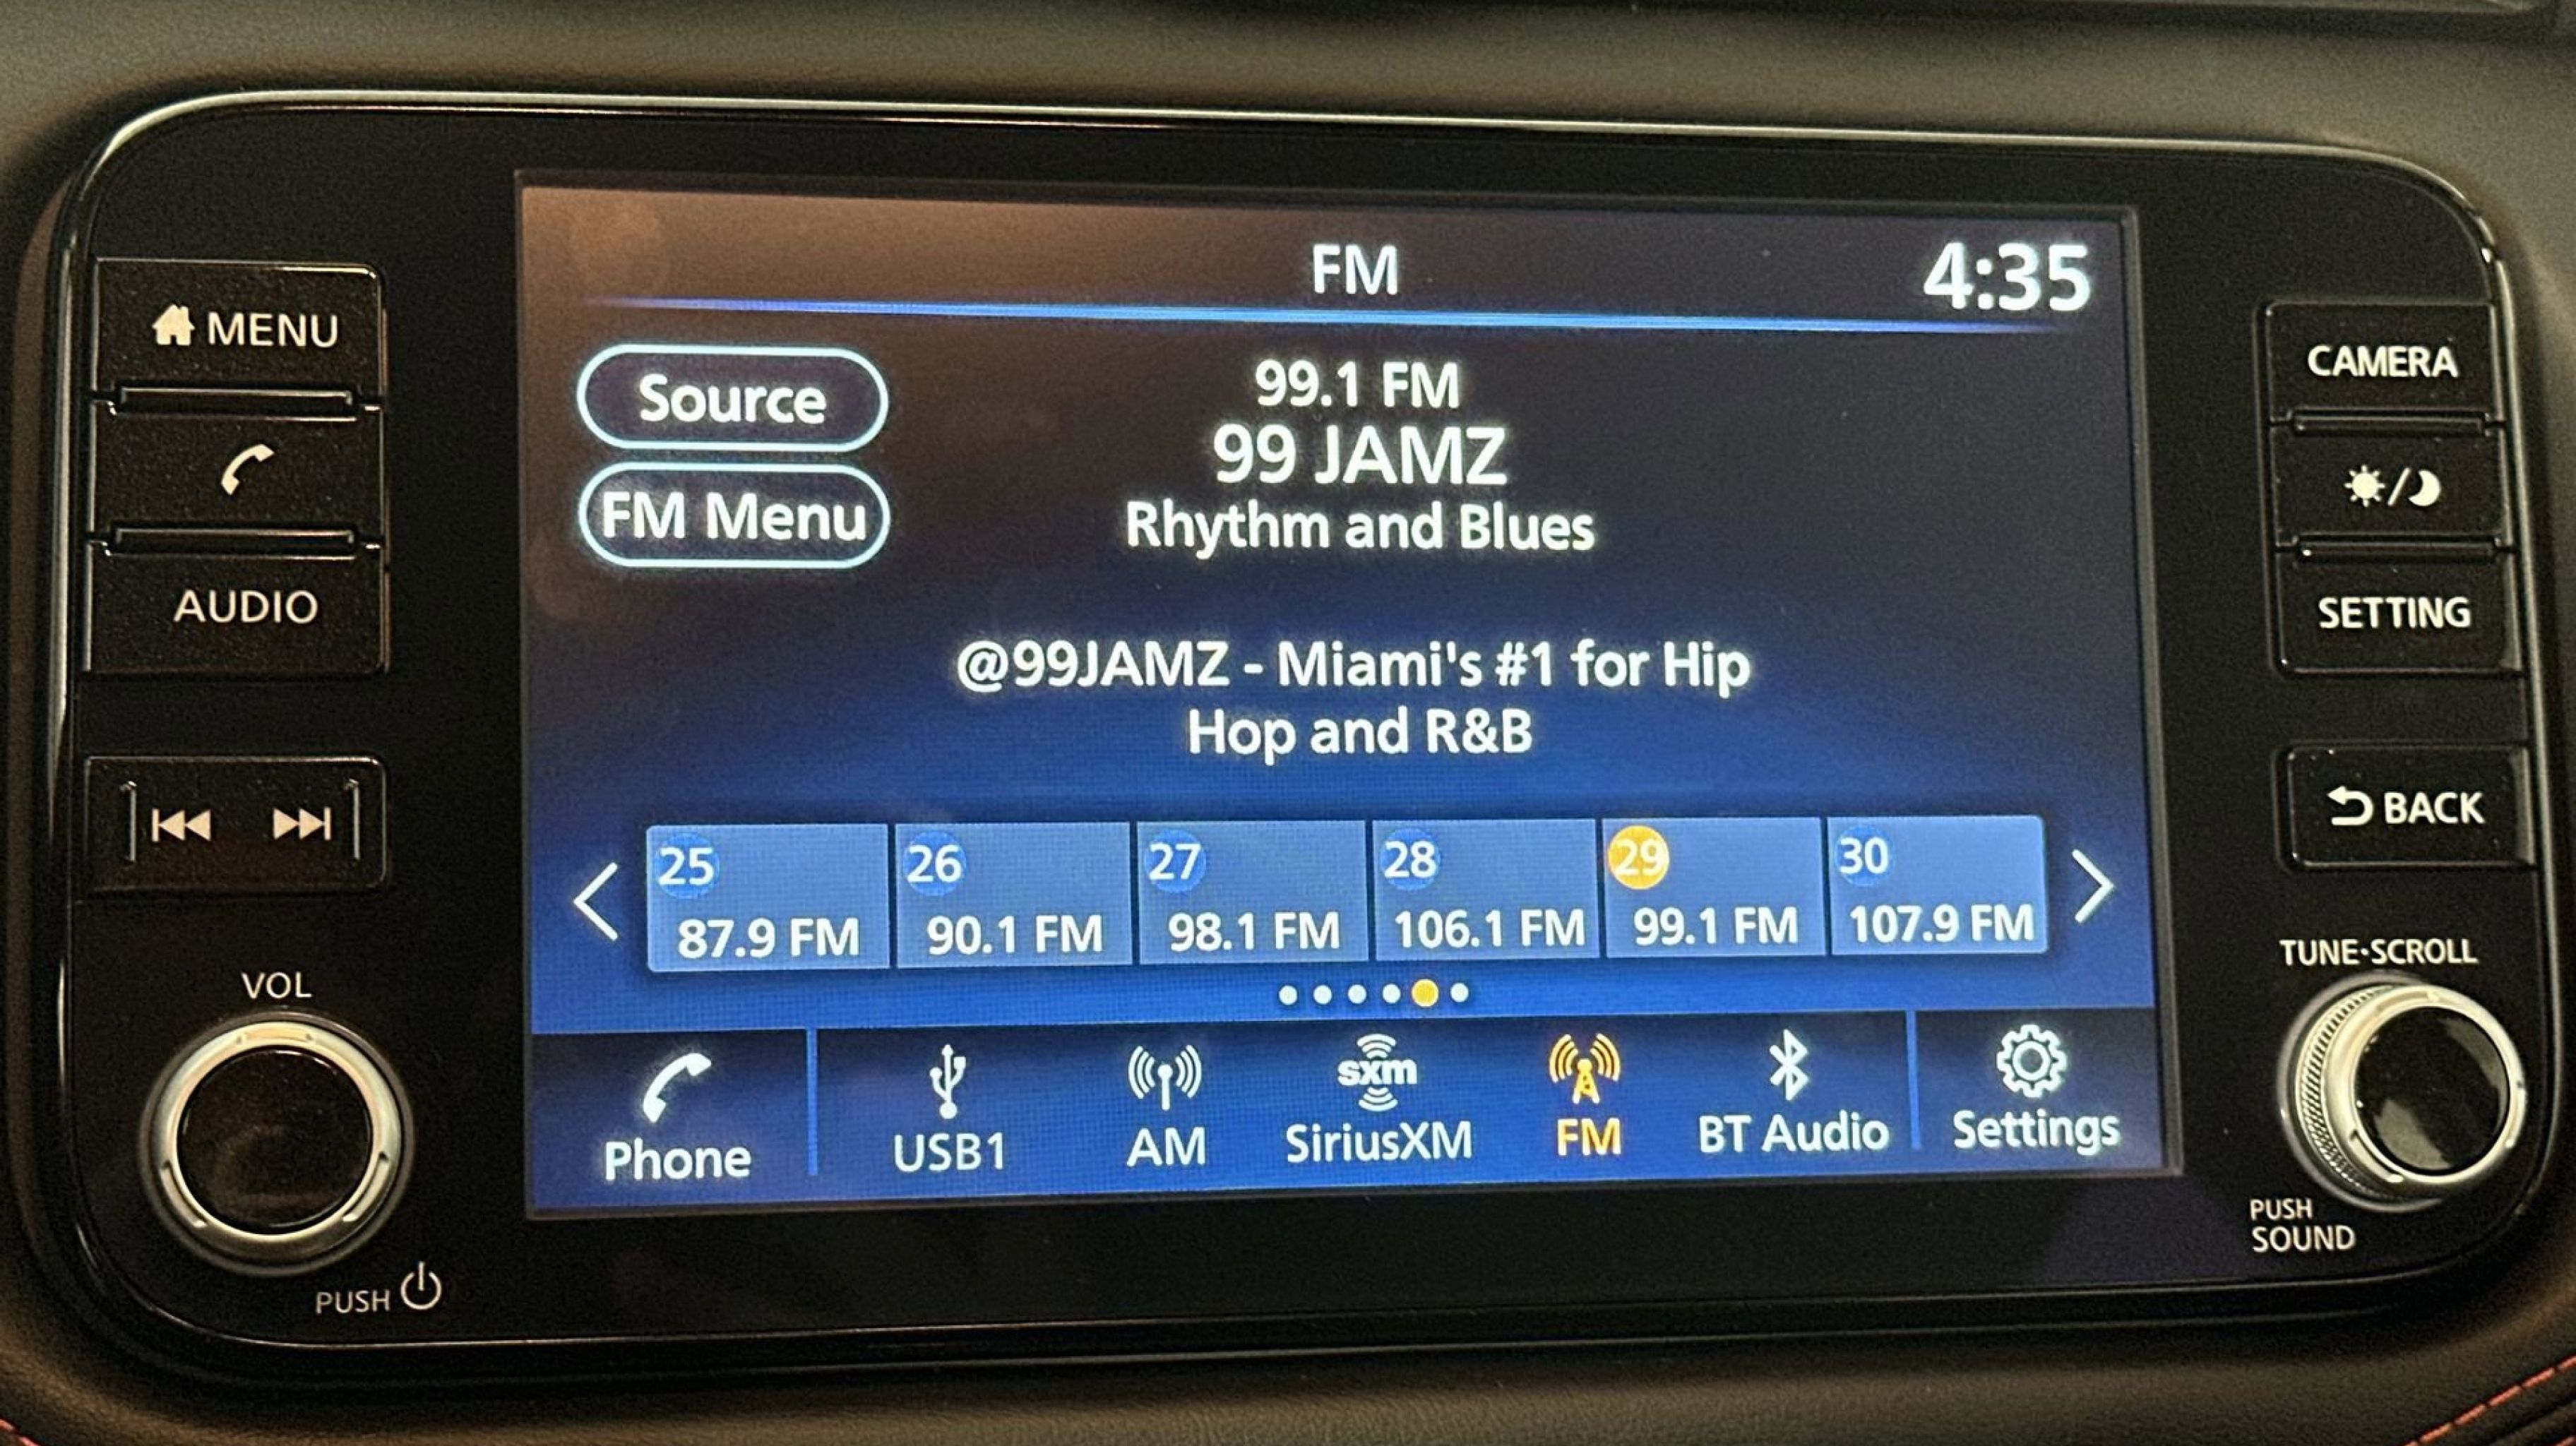 FM
4:35
MENU
AUDIO
VOL
PUSH
Source
FM Menu
99.1 FM
99 JAMZ
Rhythm and Blues
@99JAMZ - Miami's #1 for Hip
Hop and R&B
25
87.9 FM
26
90.1 FM
27
98.1 FM
28
106.1 FM
29
99.1 FM
30
107.9 FM
Phone
USB1
AM
sxm
SiriusXM
FM
BT Audio
Settings
CAMERA
SETTING
BACK
TUNE•SCROLL
PUSH
SOUND